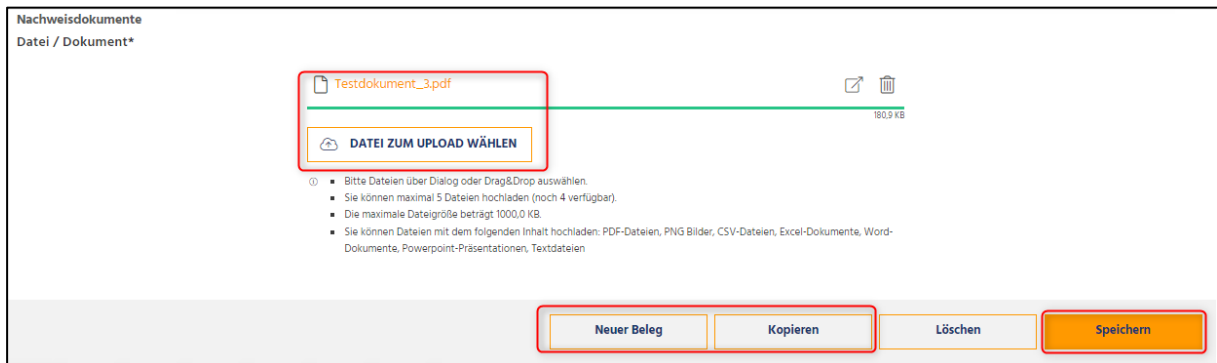 Nachweisdokumente
Datei / Dokument*
Testdokument_3.pdf
180,9 KB
DATEI ZUM UPLOAD WÄHLEN
Bitte Dateien über Dialog oder Drag&Drop auswählen.
Sie können maximal 5 Dateien hochladen (noch 4 verfügbar).
Die maximale Dateigröße beträgt 1000,0 KB.
Sie können Dateien mit dem folgenden Inhalt hochladen: PDF-Dateien, PNG Bilder, CSV-Dateien, Excel-Dokumente, Word-
Dokumente, Powerpoint-Präsentationen, Textdateien
Neuer Beleg Kopieren Löschen Speichern